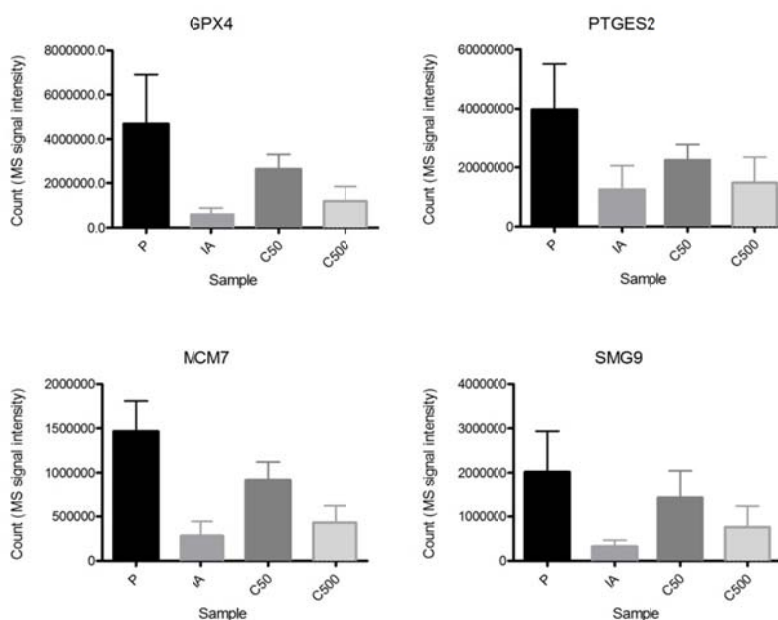 GPX4
Count (MS signal intensity)
8000000.0
6000000.0
4000000.0
2000000.0
0.0
P
IA
C50
C500
Sample
PTGES2
Count (MS signal intensity)
60000000
40000000
20000000
0
P
IA
C50
C500
Sample
MCM7
Count (MS signal intensity)
2000000
1500000
1000000
500000
0
P
IA
C50
C500
Sample
SMG9
Count (MS signal intensity)
4000000
3000000
2000000
1000000
0
P
IA
C50
C500
Sample